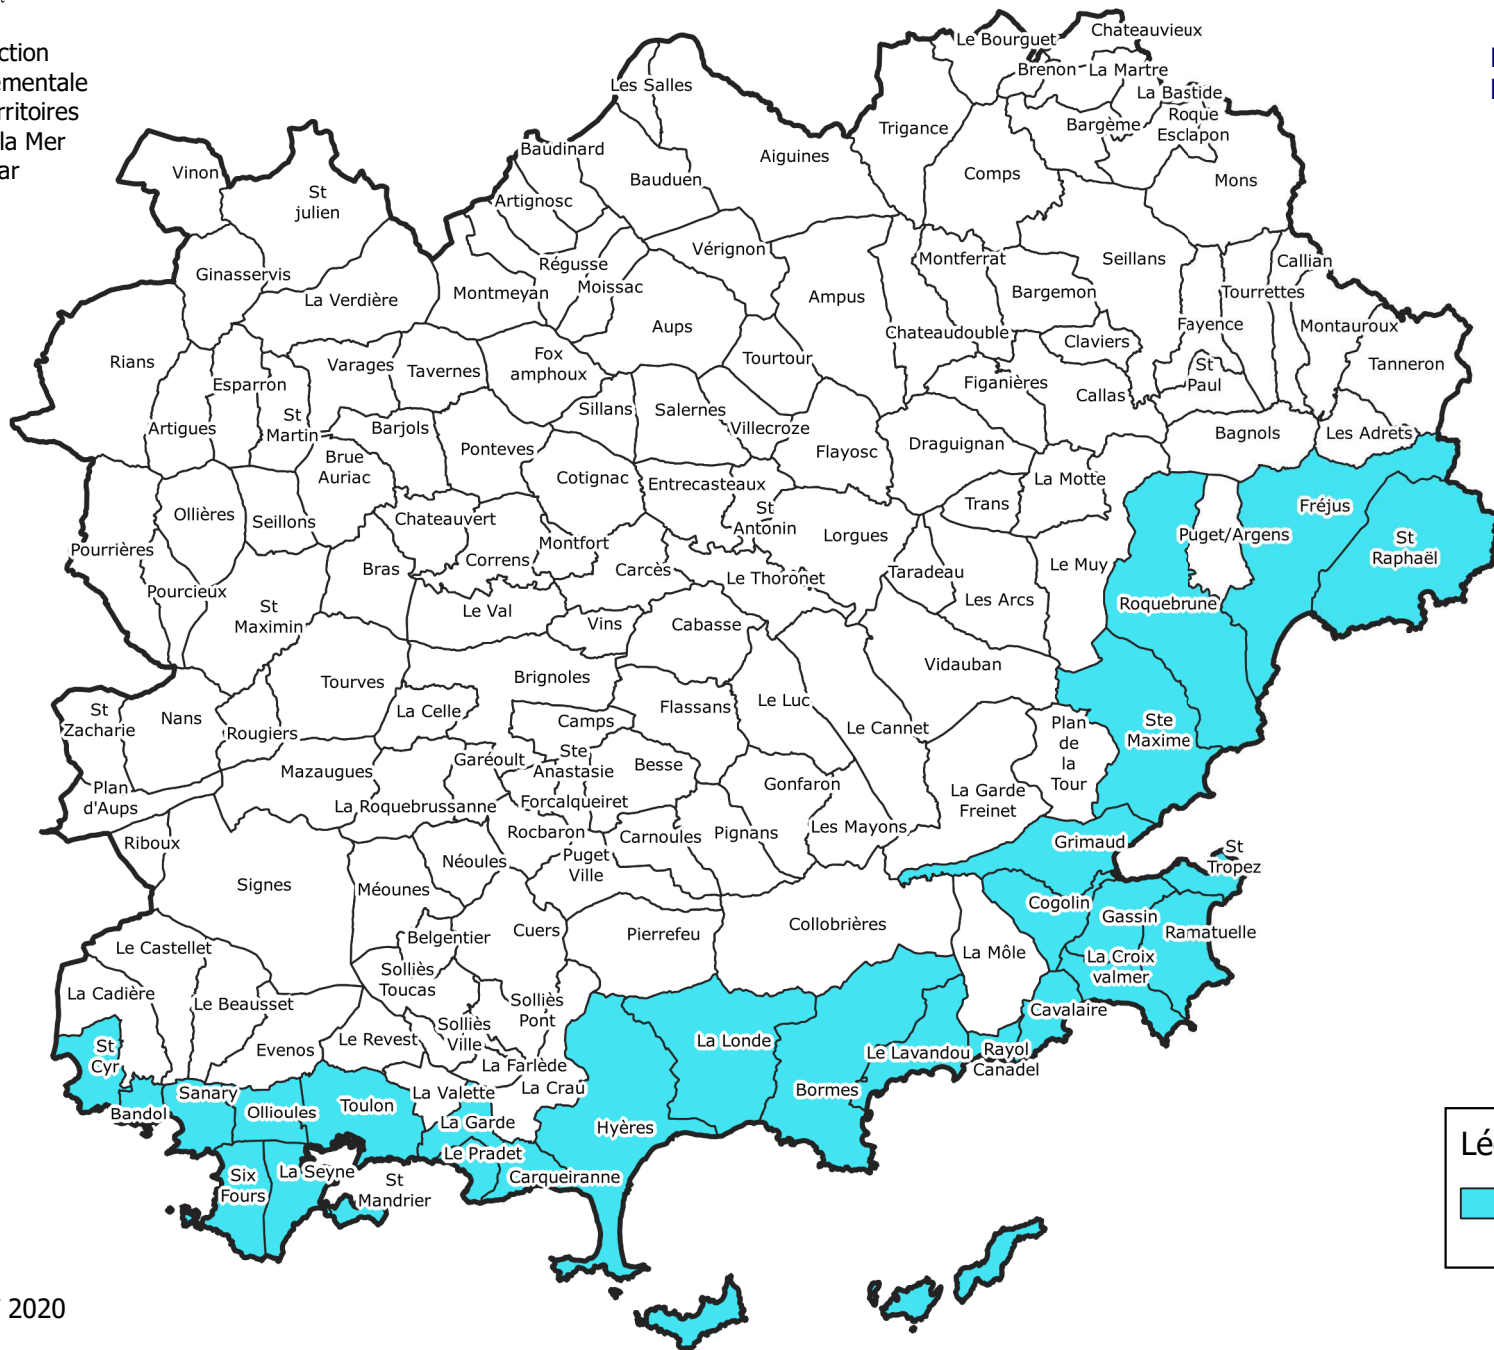 ction
ementale
rritoires
la Mer
ar
Le Bourguet
Chateauvieux
Brenon
La Martre
Les Salles
La Bastide
Trigance
Bargème
Roque
Esclapon
Baudinard
Aiguines
Vinon
Bauduen
Comps
Mons
St
julien
Artignosc
Vérignon
Montferrat
Seillans
Callian
Ginasservis
Régusse
Moissac
La Verdière
Montmeyan
Ampus
Bargemon
Tourrettes
Aups
Chateaudouble
Claviers
Fayence
Montauroux
Rians
Varages
Tavernes
Fox
amphoux
Tourtour
St
Paul
Tanneron
Esparron
Figanières
Callas
Artigues
St
Martin
Barjols
Sillans
Salernes
Villecroze
Draguignan
Bagnols
Les Adrets
Brue
Auriac
Ponteves
Cotignac
Entrecasteaux
Flayosc
La Motte
Ollières
Seillons
Chateauvert
St
Antonin
Trans
Fréjus
Pourrières
Montfort
Lorgues
Puget/Argens
St
Raphaël
Bras
Correns
Carcès
Le Thoronet
Taradeau
Le Muy
Pourcieux
St
Maximin
Le Val
Vins
Cabasse
Les Arcs
Roquebrune
Tourves
Brignoles
Vidauban
St
Zacharie
Nans
Rougiers
La Celle
Camps
Flassans
Le Luc
Le Cannet
Plan
de
la
Tour
Ste
Maxime
Mazaugues
Garéoult
Ste
Anastasie
Besse
Plan
d'Aups
La Roquebrussanne
Forcalqueiret
Gonfaron
La Garde
Freinet
Riboux
Rocbaron
Carnoules
Pignans
Les Mayons
Grimaud
Signes
Méounes
Néoules
Puget
Ville
St
Tropez
Cogolin
Gassin
Le Castellet
Belgentier
Cuers
Pierrefeu
Collobrières
Ramatuelle
La Môle
La Croix
valmer
La Cadière
Le Beausset
Solliès
Toucas
Solliès
Pont
Cavalaire
St
Cyr
Evenos
Le Revest
Solliès
Ville
La Londe
Le Lavandou
Rayol
Canadel
La Farlède
La Valette
La Crau
Bormes
Bandol
Sanary
Ollioules
Toulon
La Garde
Hyères
Le Pradet
Six
Fours
La Seyne
St
Mandrier
Carqueiranne
Lé
2020